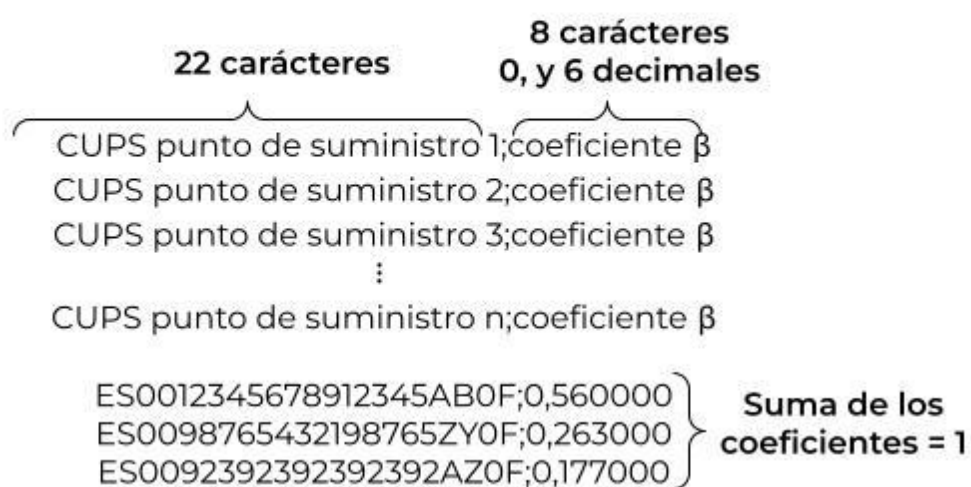 8 carácteres
22 carácteres
0, y 6 decimales
CUPS punto de suministro 1;coeficiente β
CUPS punto de suministro 2;coeficiente β
CUPS punto de suministro 3;coeficiente β
⋮
CUPS punto de suministro n;coeficiente β
ES0012345678912345AB0F;0,560000
ES0098765432198765ZY0F;0,263000
ES0092392392392392AZ0F;0,177000
Suma de los
coeficientes = 1